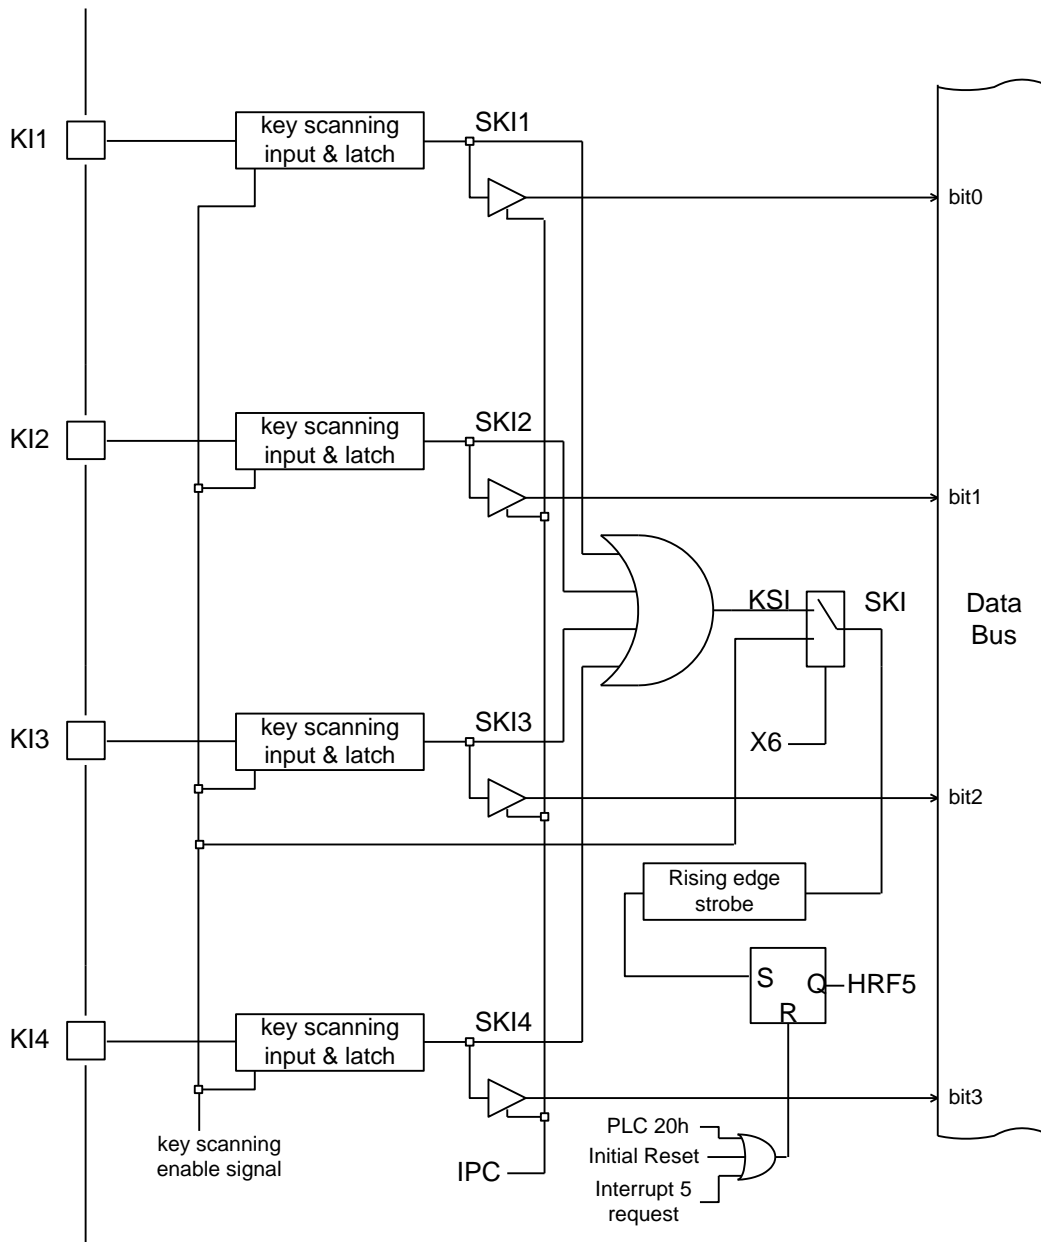 KI1
key scanning
input & latch
SKI1
bit0
KI2
key scanning
input & latch
SKI2
bit1
KSI
SKI
Data
Bus
KI3
key scanning
input & latch
SKI3
X6
bit2
Rising edge
strobe
S
Q
HRF5
R
KI4
key scanning
input & latch
SKI4
bit3
key scanning
enable signal
IPC
PLC 20h
Initial Reset
Interrupt 5
request